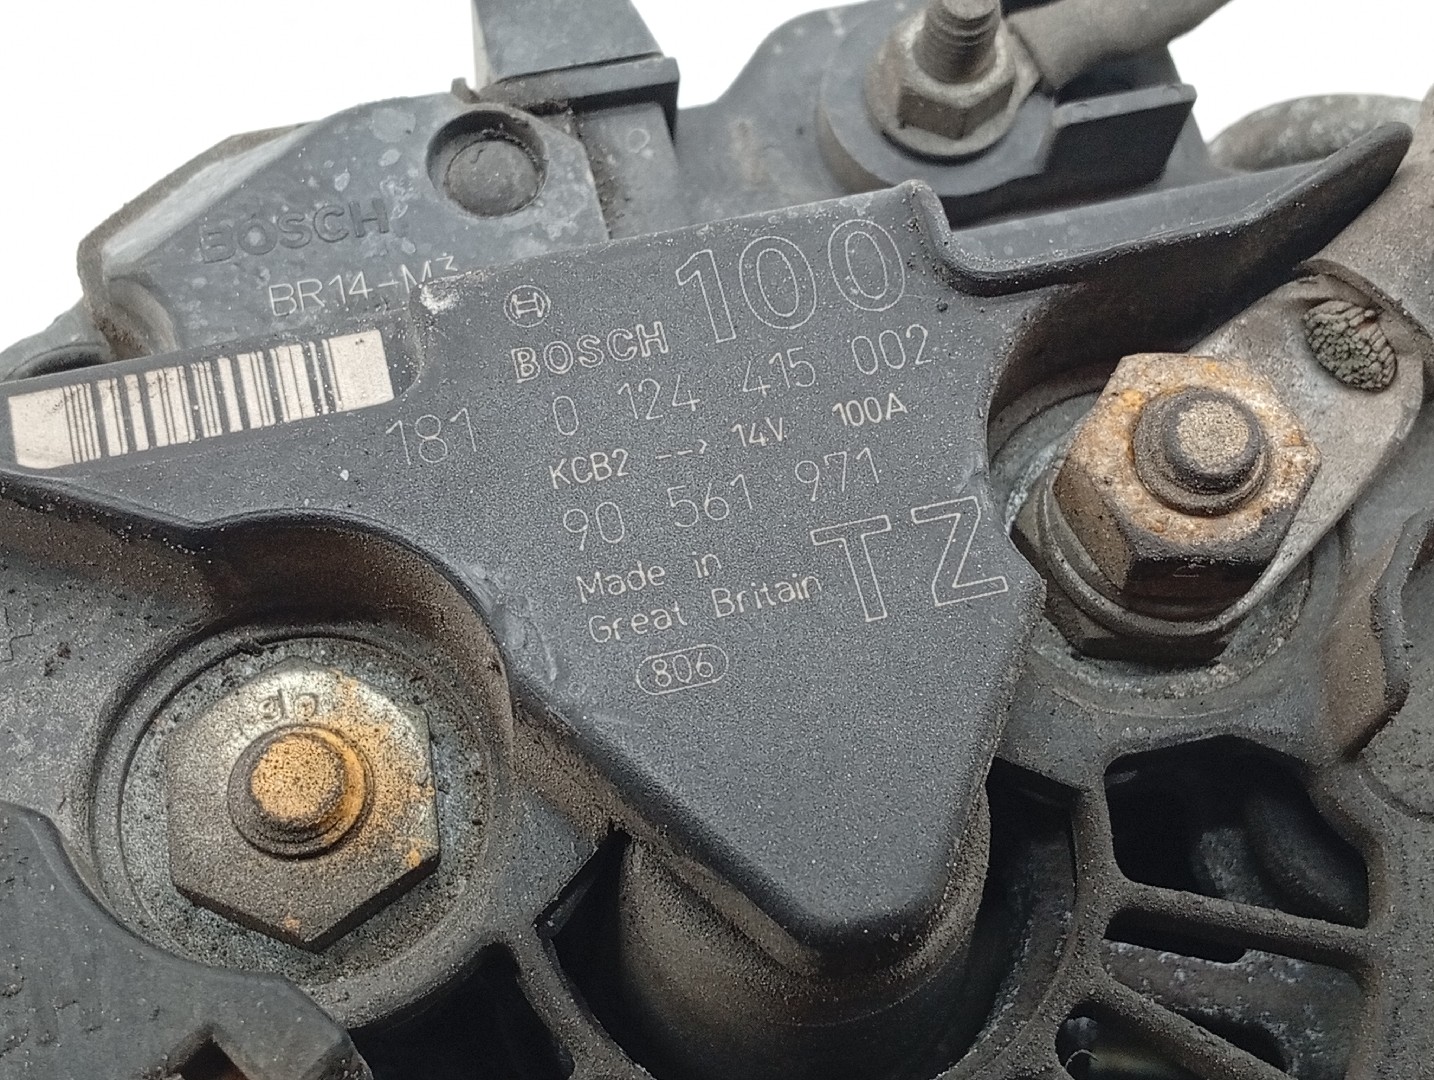 BOSCH
BR14-M3
100
BOSCH
181 0 124 415 002
KCB2 --> 14V 100A
90 561 971
TZ
Made in
Great Britain
806